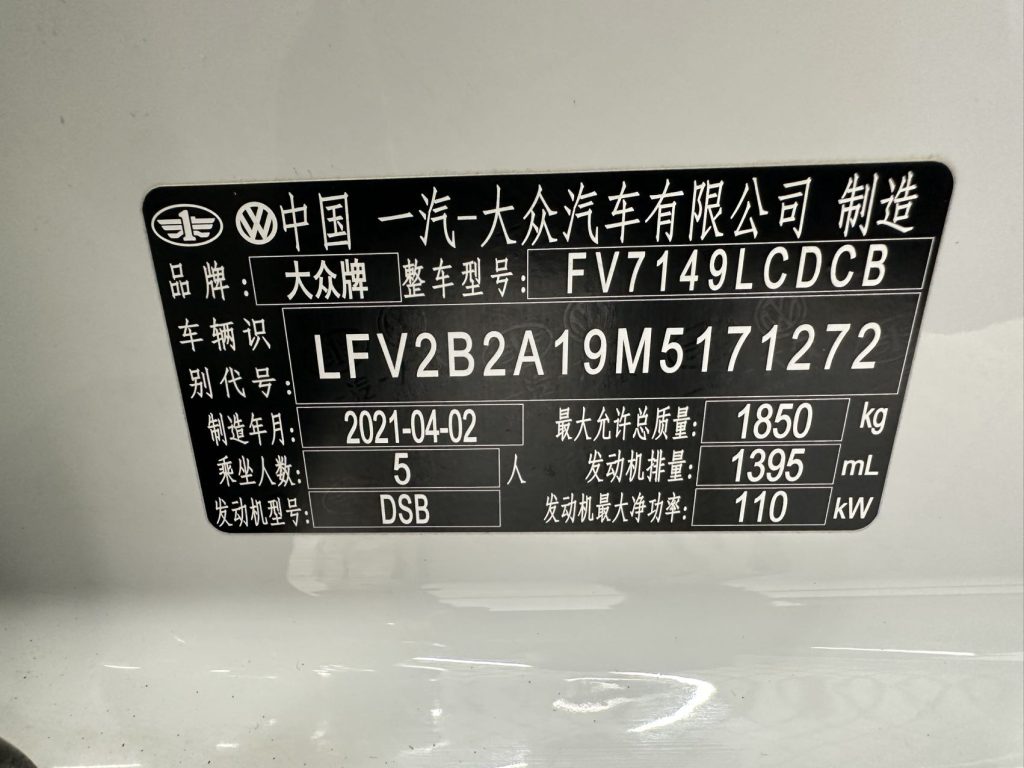 中国 一汽-大众汽车有限公司 制造
品牌: 大众牌 整车型号: FV7149LCDCB
车辆识别代号: LFV2B2A19M5171272
制造年月: 2021-04-02 最大允许总质量: 1850 kg
乘坐人数: 5 人 发动机排量: 1395 mL
发动机型号: DSB 发动机最大净功率: 110 kW